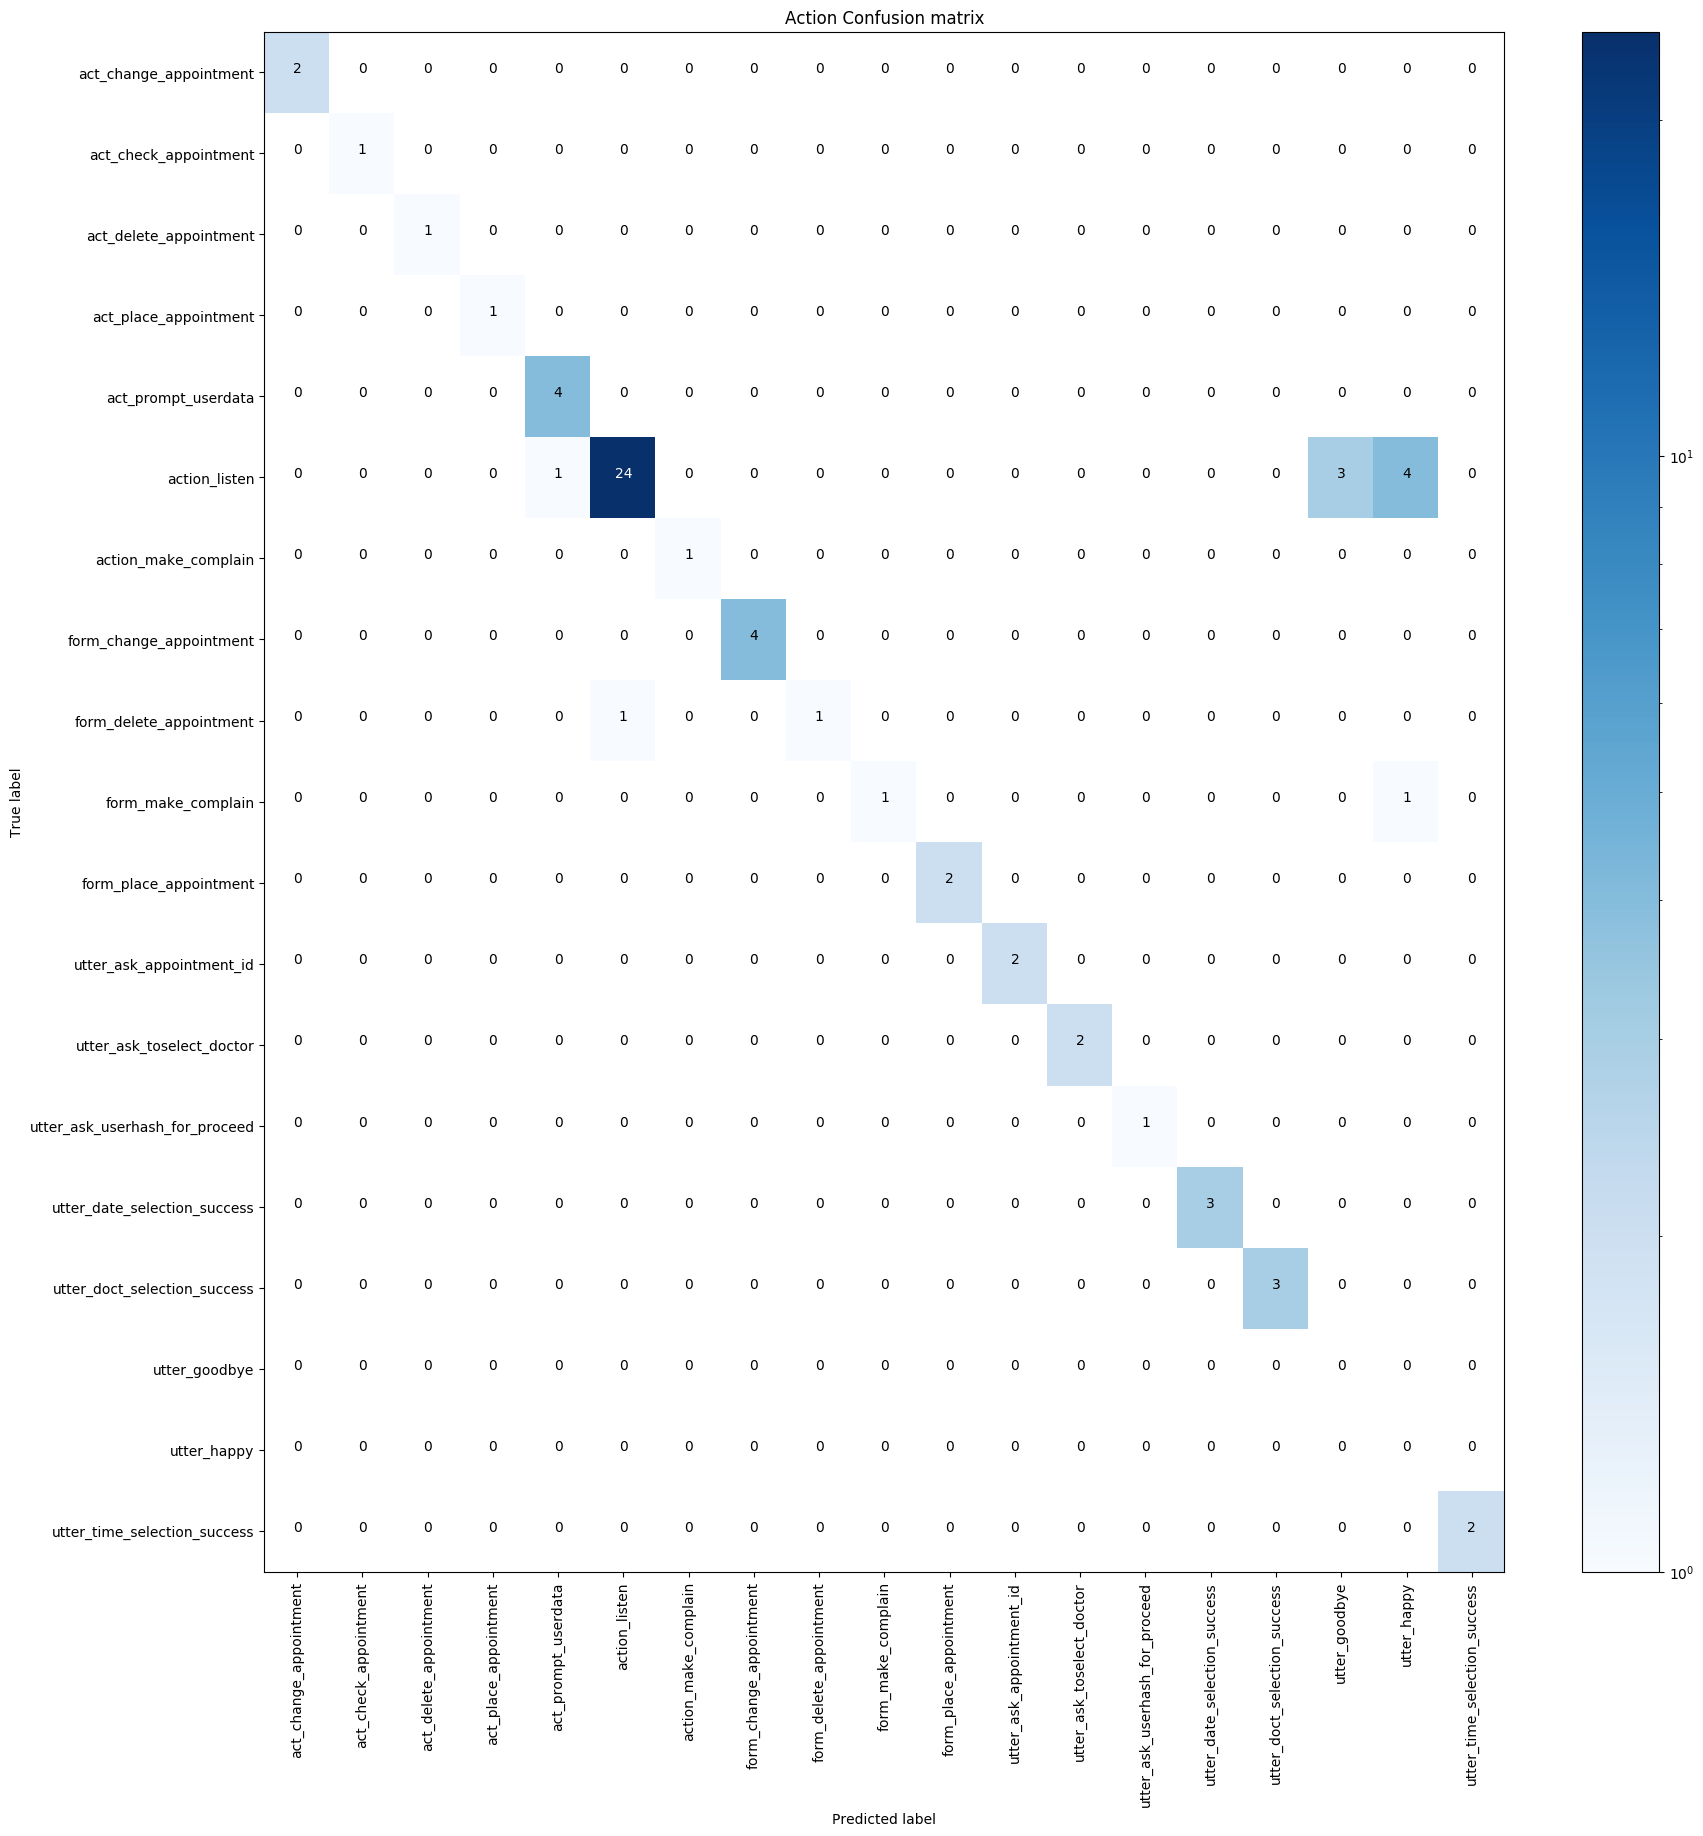 Action Confusion matrix
True label
act_change_appointment 2 0 0 0 0 0 0 0 0 0 0 0 0 0 0 0 0 0 0
act_check_appointment 0 1 0 0 0 0 0 0 0 0 0 0 0 0 0 0 0 0 0
act_delete_appointment 0 0 1 0 0 0 0 0 0 0 0 0 0 0 0 0 0 0 0
act_place_appointment 0 0 0 1 0 0 0 0 0 0 0 0 0 0 0 0 0 0 0
act_prompt_userdata 0 0 0 0 4 0 0 0 0 0 0 0 0 0 0 0 0 0 0
action_listen 0 0 0 0 1 24 0 0 0 0 0 0 0 0 0 0 3 4 0
action_make_complain 0 0 0 0 0 0 1 0 0 0 0 0 0 0 0 0 0 0 0
form_change_appointment 0 0 0 0 0 0 0 4 0 0 0 0 0 0 0 0 0 0 0
form_delete_appointment 0 0 0 0 0 1 0 0 1 0 0 0 0 0 0 0 0 0 0
form_make_complain 0 0 0 0 0 0 0 0 0 1 0 0 0 0 0 0 0 1 0
form_place_appointment 0 0 0 0 0 0 0 0 0 0 2 0 0 0 0 0 0 0 0
utter_ask_appointment_id 0 0 0 0 0 0 0 0 0 0 0 2 0 0 0 0 0 0 0
utter_ask_toselect_doctor 0 0 0 0 0 0 0 0 0 0 0 0 2 0 0 0 0 0 0
utter_ask_userhash_for_proceed 0 0 0 0 0 0 0 0 0 0 0 0 0 1 0 0 0 0 0
utter_date_selection_success 0 0 0 0 0 0 0 0 0 0 0 0 0 0 3 0 0 0 0
utter_doct_selection_success 0 0 0 0 0 0 0 0 0 0 0 0 0 0 0 3 0 0 0
utter_goodbye 0 0 0 0 0 0 0 0 0 0 0 0 0 0 0 0 0 0 0
utter_happy 0 0 0 0 0 0 0 0 0 0 0 0 0 0 0 0 0 0 0
utter_time_selection_success 0 0 0 0 0 0 0 0 0 0 0 0 0 0 0 0 0 0 2
act_change_appointment
act_check_appointment
act_delete_appointment
act_place_appointment
act_prompt_userdata
action_listen
action_make_complain
form_change_appointment
form_delete_appointment
form_make_complain
form_place_appointment
utter_ask_appointment_id
utter_ask_toselect_doctor
utter_ask_userhash_for_proceed
utter_date_selection_success
utter_doct_selection_success
utter_goodbye
utter_happy
utter_time_selection_success
Predicted label
10¹
10⁰